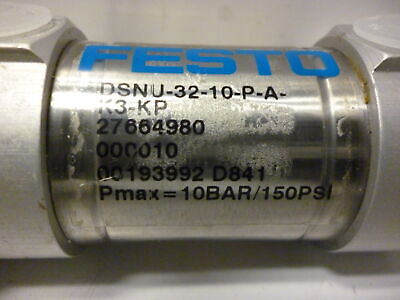 FESTO
DSNU-32-10-P-A-
K3-KP
27664980
000010
00193992 D841
Pmax=10BAR/150PSI